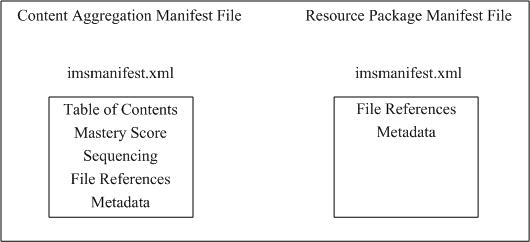 Content Aggregation Manifest File
imsmanifest.xml
Table of Contents
Mastery Score
Sequencing
File References
Metadata
Resource Package Manifest File
imsmanifest.xml
File References
Metadata